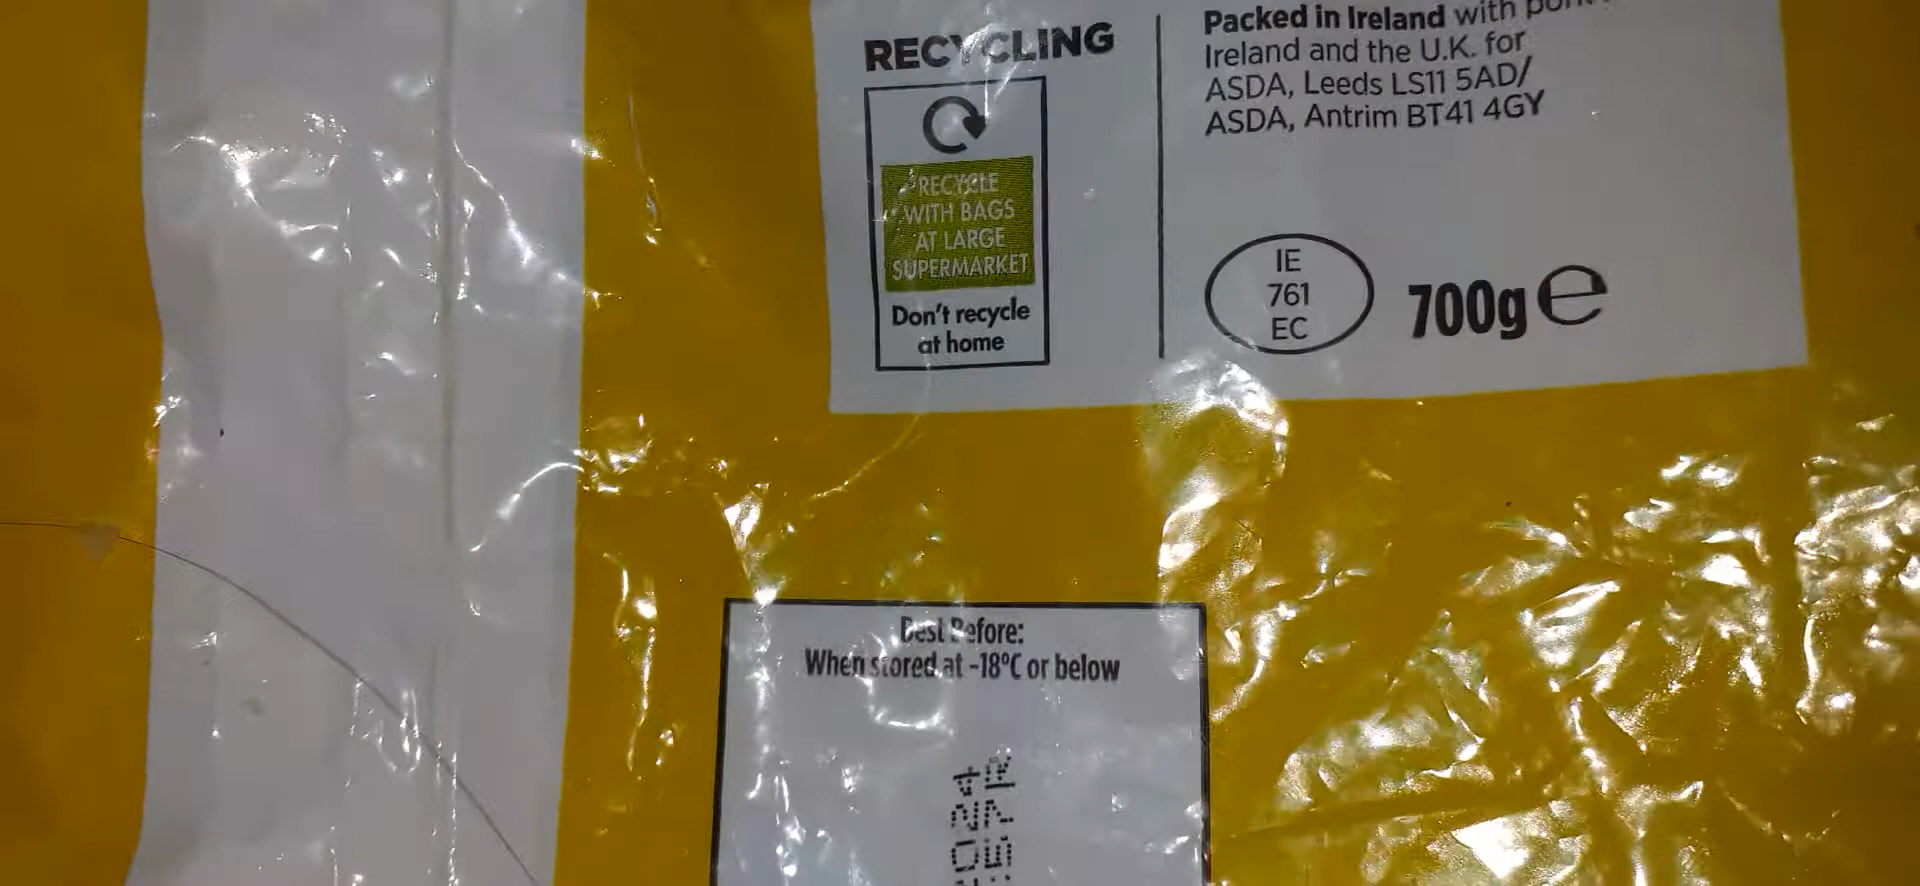 RECYCLING
RECYCLE
WITH BAGS
AT LARGE
SUPERMARKET
Don't recycle
at home
Packed in Ireland with
Ireland and the U.K. for
ASDA, Leeds LS11 5AD/
ASDA, Antrim BT41 4GY
IE
761
EC
700g e
Best Before:
When stored at -18°C or below